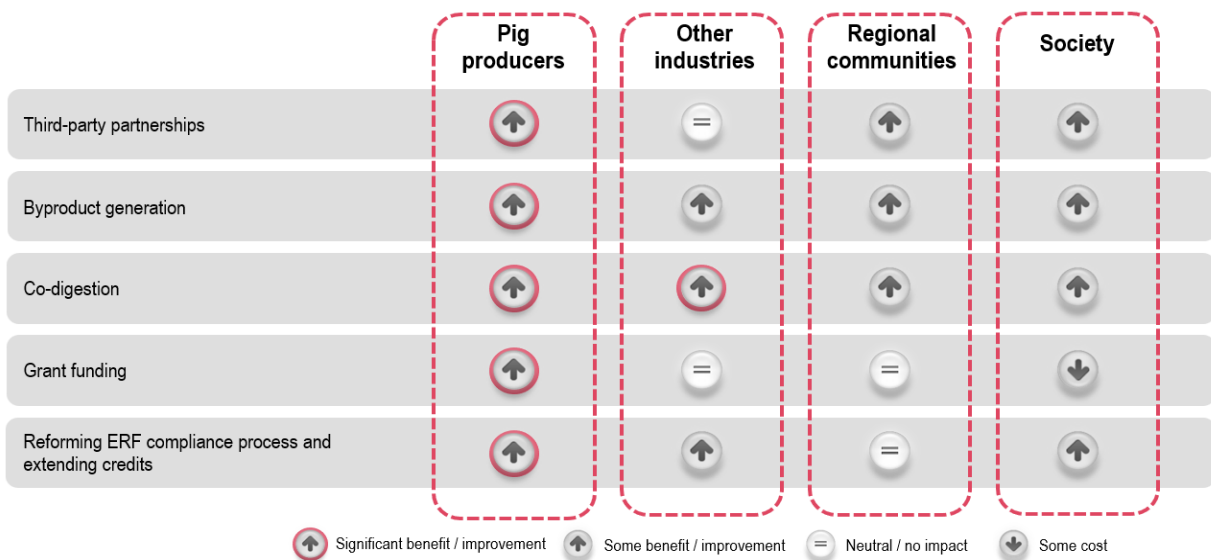 Pig
producers
Other
industries
Regional
communities
Society
Third-party partnerships
=
Byproduct generation
Co-digestion
Grant funding
=
=
Reforming ERF compliance process and
extending credits
=
Significant benefit / improvement
Some benefit / improvement
=
Neutral / no impact
Some cost